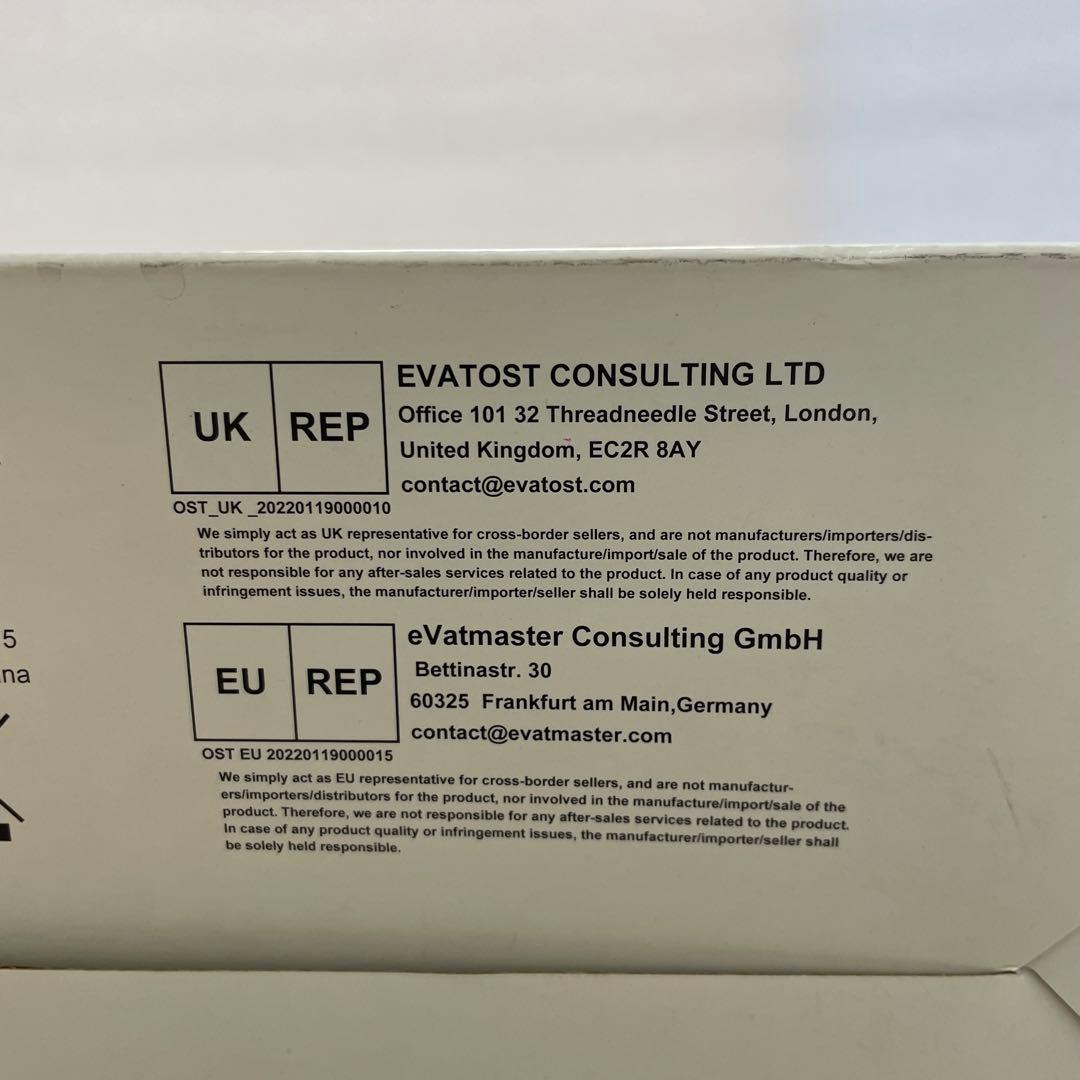 UK REP
EVATOST CONSULTING LTD
Office 101 32 Threadneedle Street, London,
United Kingdom, EC2R 8AY
contact@evatost.com
OST_UK _20220119000010
We simply act as UK representative for cross-border sellers, and are not manufacturers/importers/dis-
tributors for the product, nor involved in the manufacture/import/sale of the product. Therefore, we are
not responsible for any after-sales services related to the product. In case of any product quality or
infringement issues, the manufacturer/importer/seller shall be solely held responsible.
5
na
EU REP
eVatmaster Consulting GmbH
Bettinastr. 30
60325 Frankfurt am Main,Germany
contact@evatmaster.com
OST EU 20220119000015
We simply act as EU representative for cross-border sellers, and are not manufactur-
ers/importers/distributors for the product, nor involved in the manufacture/import/sale of the
product. Therefore, we are not responsible for any after-sales services related to the product.
In case of any product quality or infringement issues, the manufacturer/importer/seller shall
be solely held responsible.